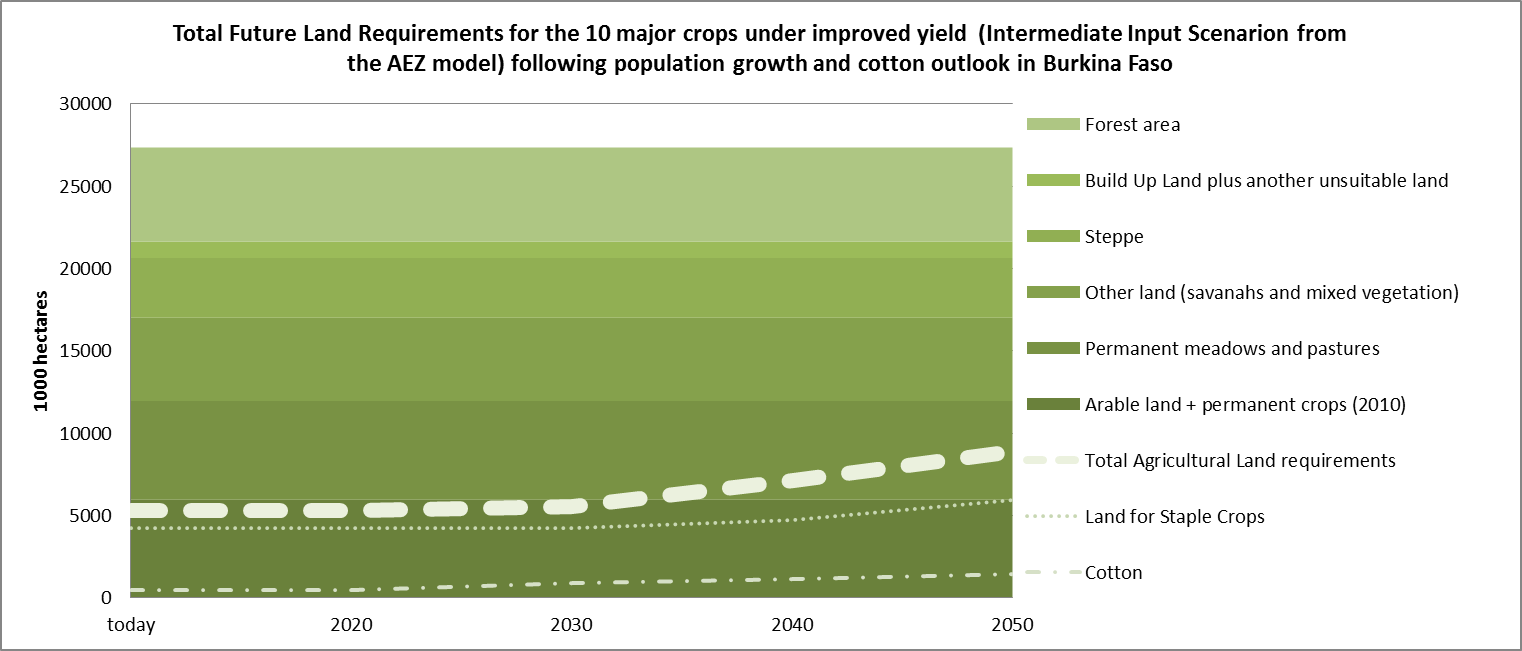 Total Future Land Requirements for the 10 major crops under improved yield (Intermediate Input Scenarion from
the AEZ model) following population growth and cotton outlook in Burkina Faso
30000
25000
20000
15000
10000
5000
0
1000 hectares
today
2020
2030
2040
2050
Forest area
Build Up Land plus another unsuitable land
Steppe
Other land (savanahs and mixed vegetation)
Permanent meadows and pastures
Arable land + permanent crops (2010)
Total Agricultural Land requirements
Land for Staple Crops
Cotton